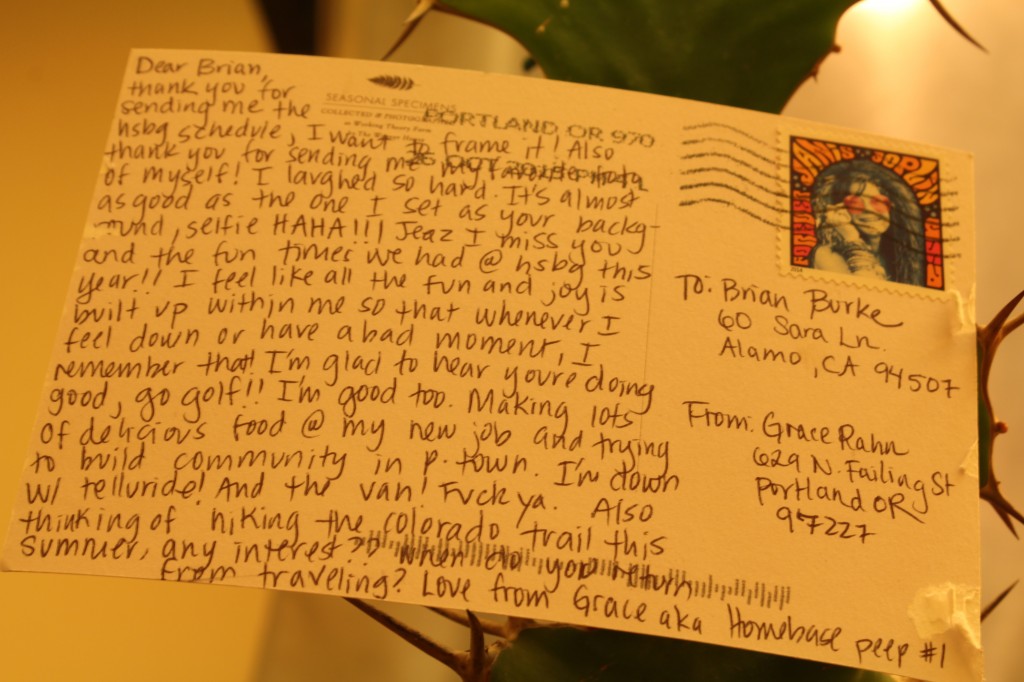 Dear Brian,
thank you for
sending me the
hsbg schedule, I want to frame it! Also
thank you for sending me my favorite photo
of myself! I laughed so hard. It's almost
as good as the one I set as your backg-
round, selfie HAHA!!! Jeaz I miss you
and the fun times we had @ hsbg this
year!! I feel like all the fun and joy is
built up within me so that whenever I
feel down or have a bad moment, I
remember that! I'm glad to hear youre doing
good, go golf!! I'm good too. Making lots
of delicious food @ my new job and trying
to build community in p-town. I'm down
w/ telluride! And the van! Fuck ya. Also
thinking of hiking the colorado trail this
summer, any interest?? When do you return
from traveling? Love from Grace aka Homebase peep #1
SEASONAL SPECIMENS
COLLECTED & PHOTOGRAPHED
PORTLAND OR 970
26 OCT 2015
FOREVER JANIS JOPLIN USA
To: Brian Burke
60 Sara Ln.
Alamo, CA 94507
From: Grace Rahn
629 N. Failing St
Portland OR
97227